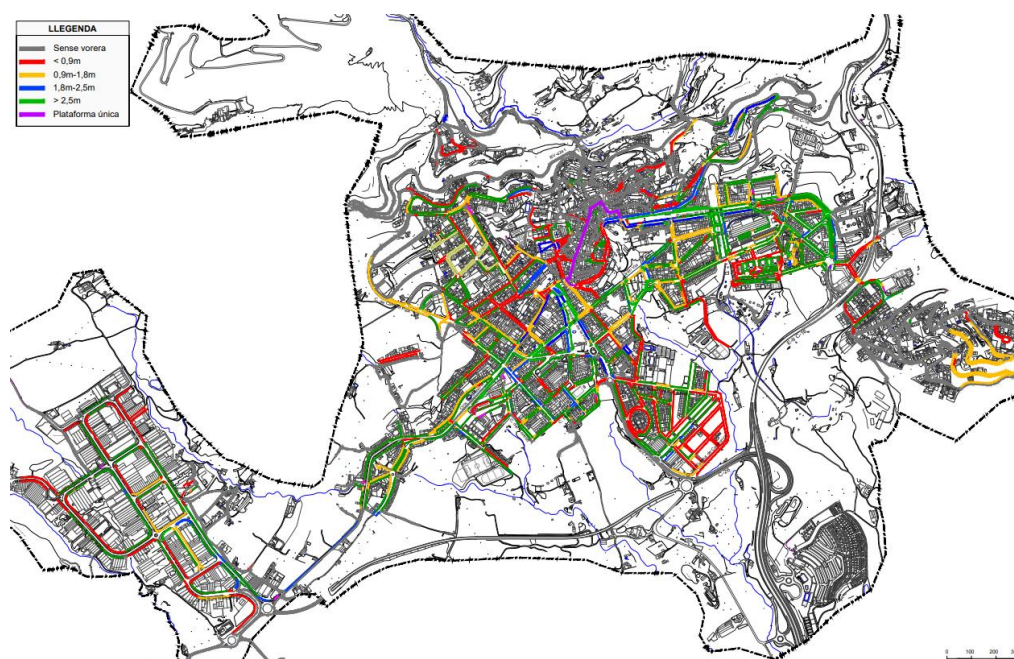 LLEGENDA
Sense vorera
< 0,9m
0,9m-1,8m
1,8m-2,5m
> 2,5m
Plataforma única
0 100 200